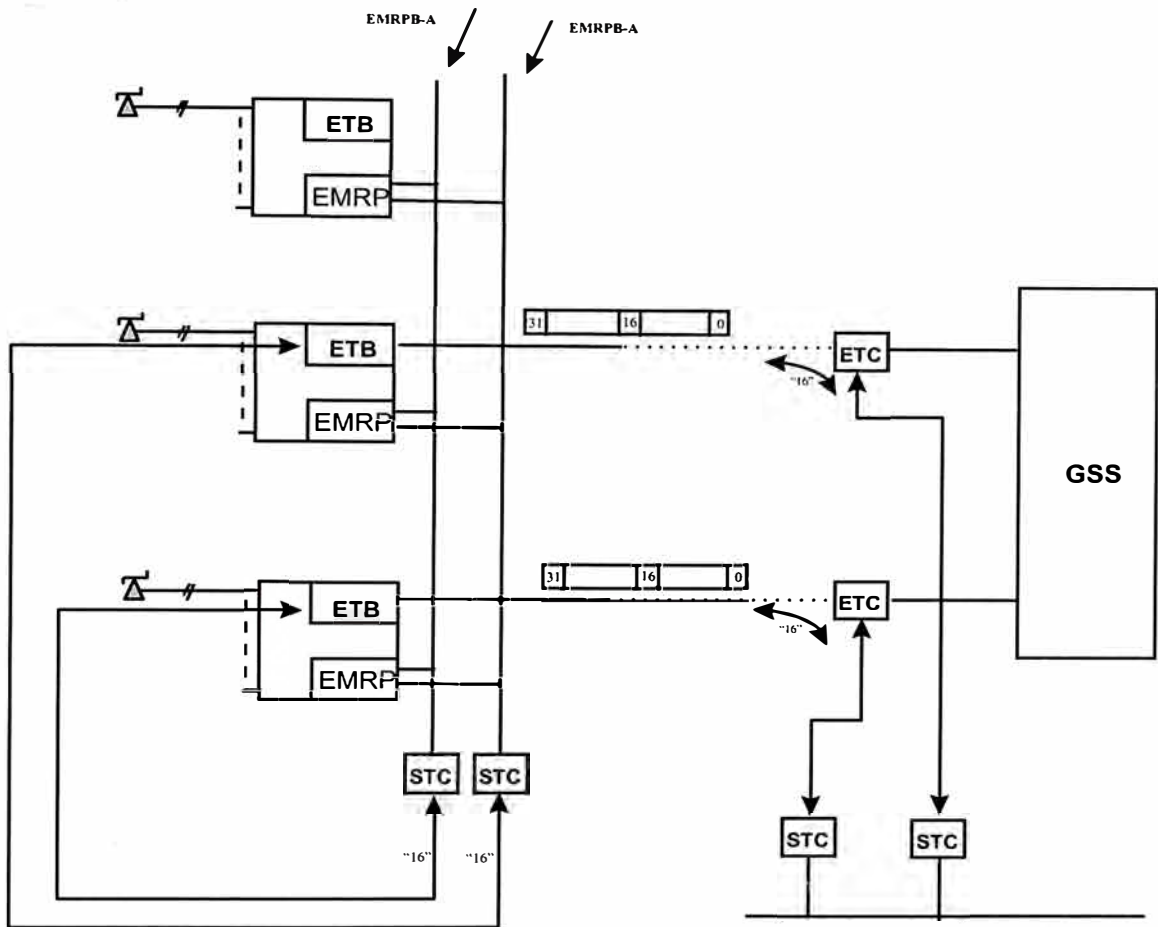 EMRPB-A
EMRPB-A
ETB
EMRP
31 16 0
ETB
ETC
"16"
EMRP
GSS
31 16 0
ETB
ETC
"16"
EMRP
STC STC
STC STC
"16" "16"